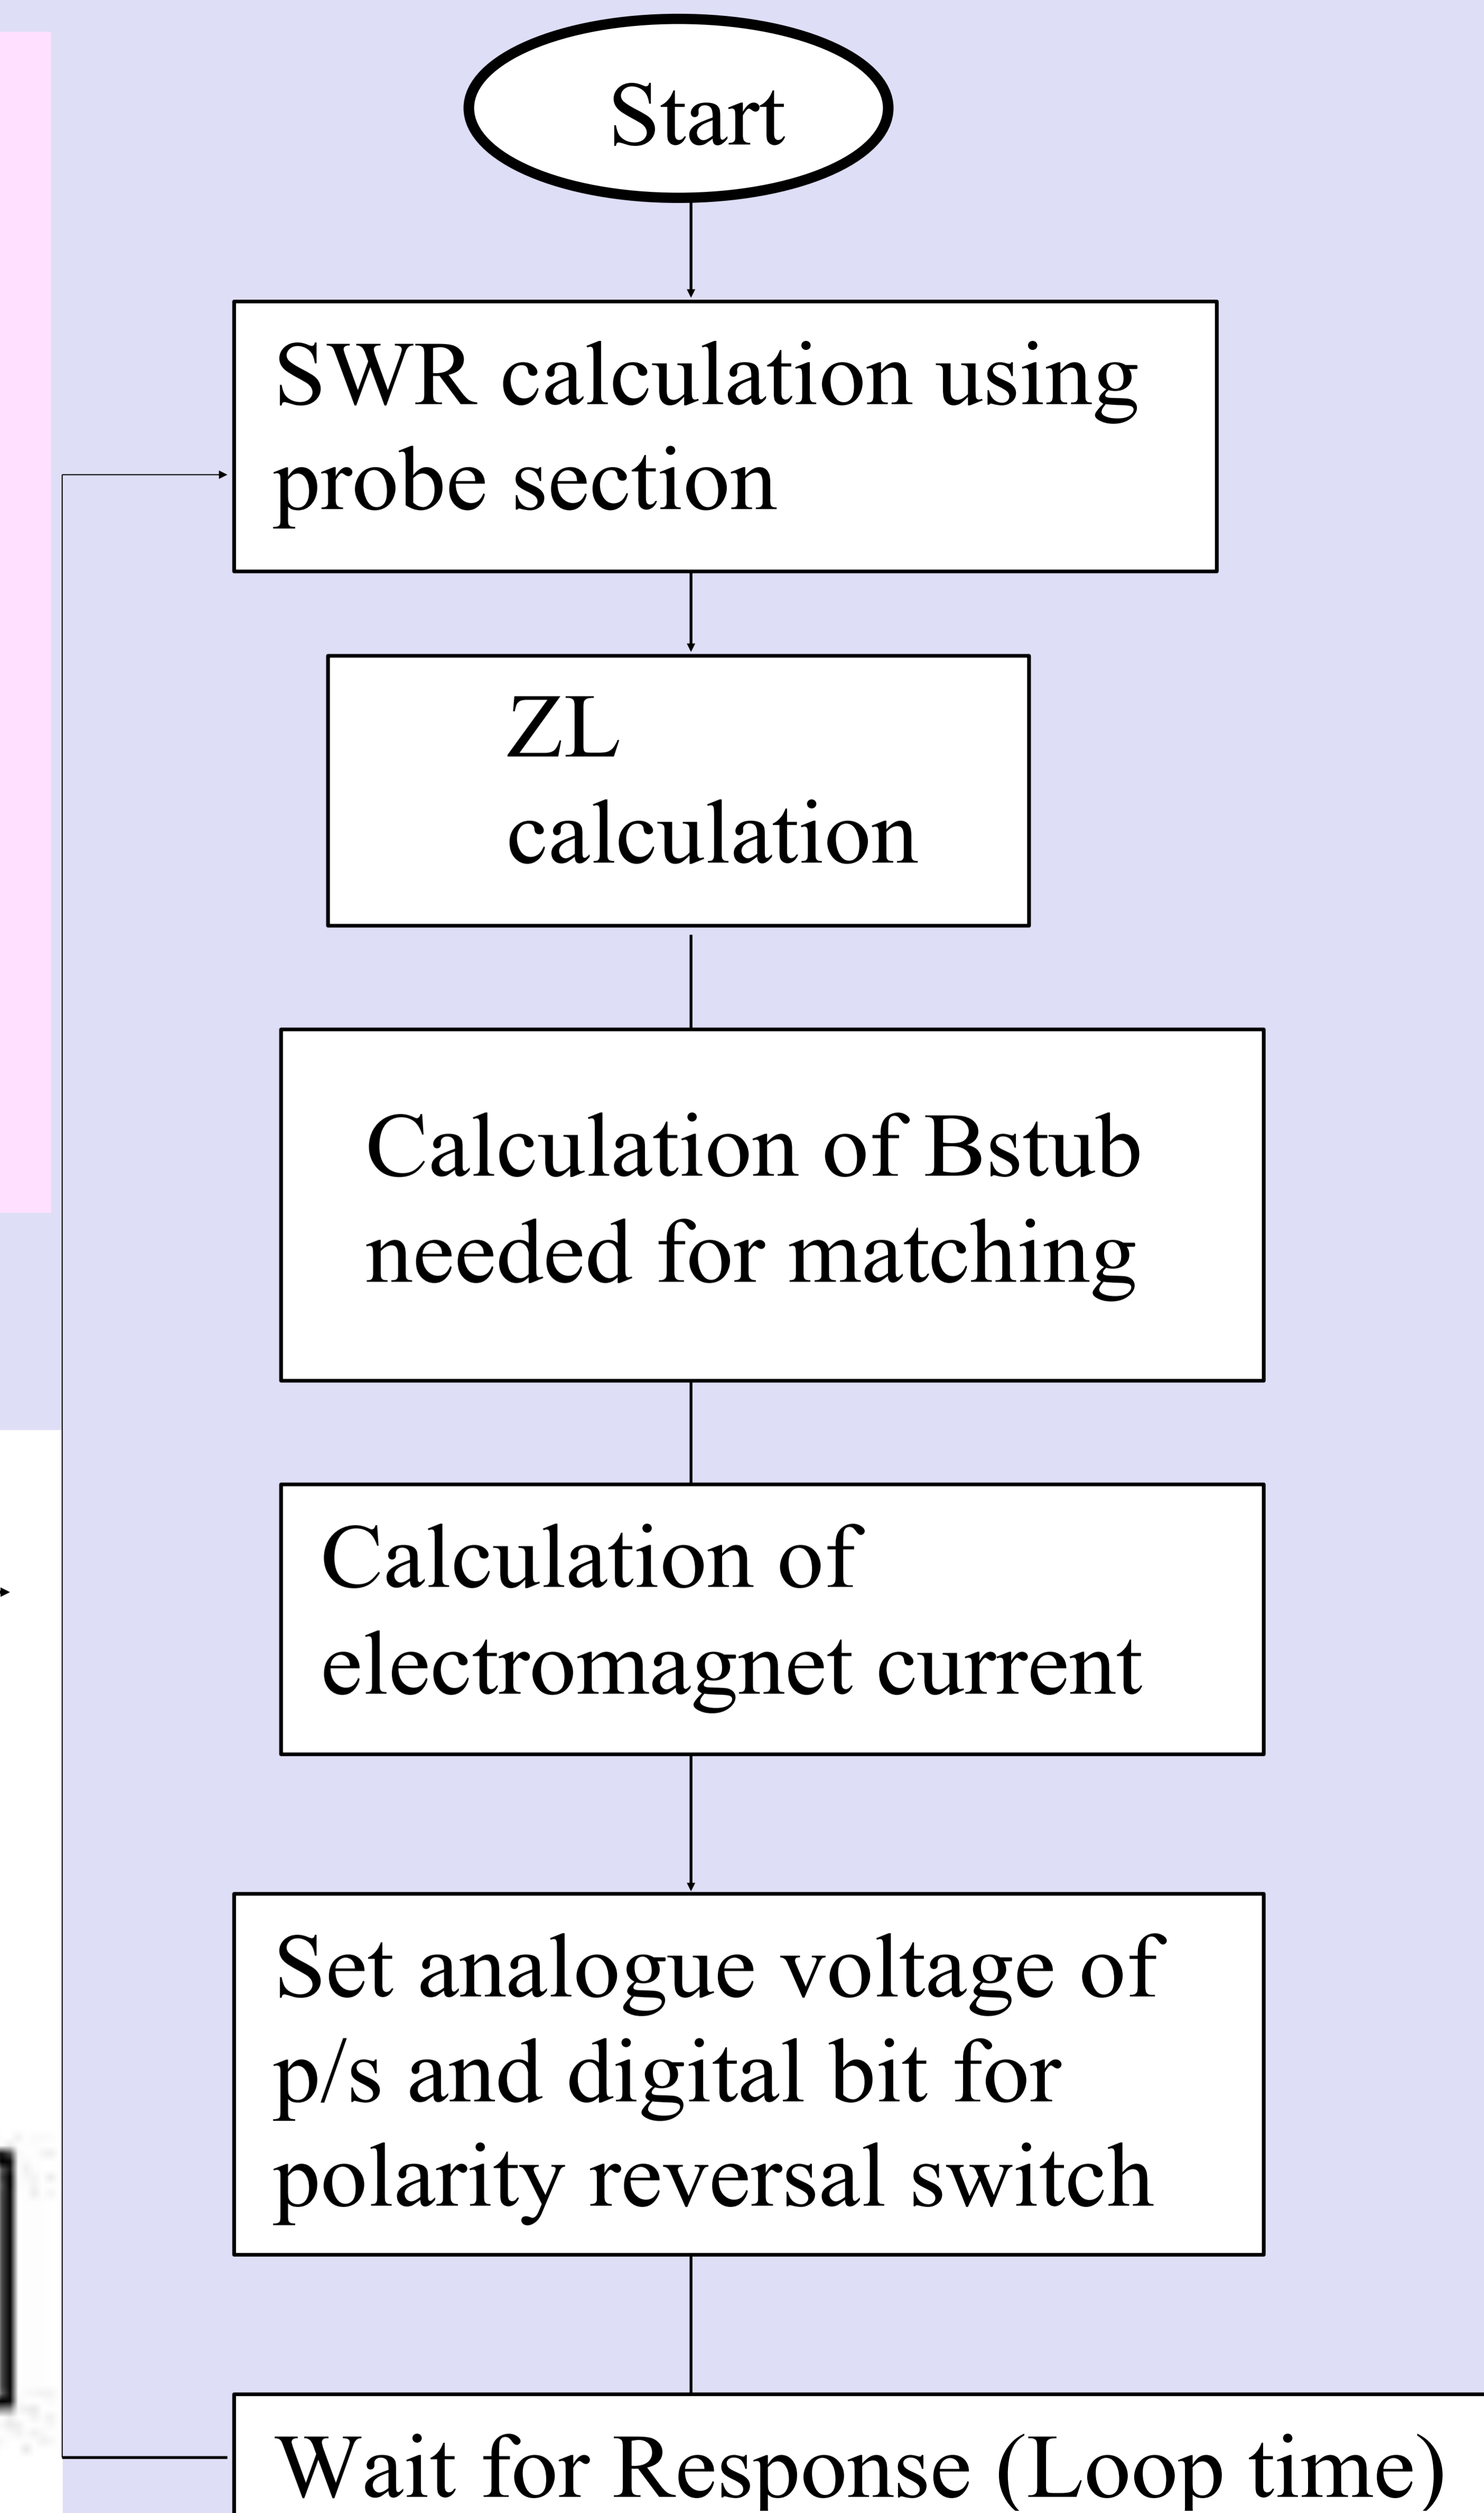 Start
SWR calculation using
probe section
ZL
calculation
Calculation of Bstub
needed for matching
Calculation of
electromagnet current
Set analogue voltage of
p/s and digital bit for
polarity reversal switch
Wait for Response (Loop time)